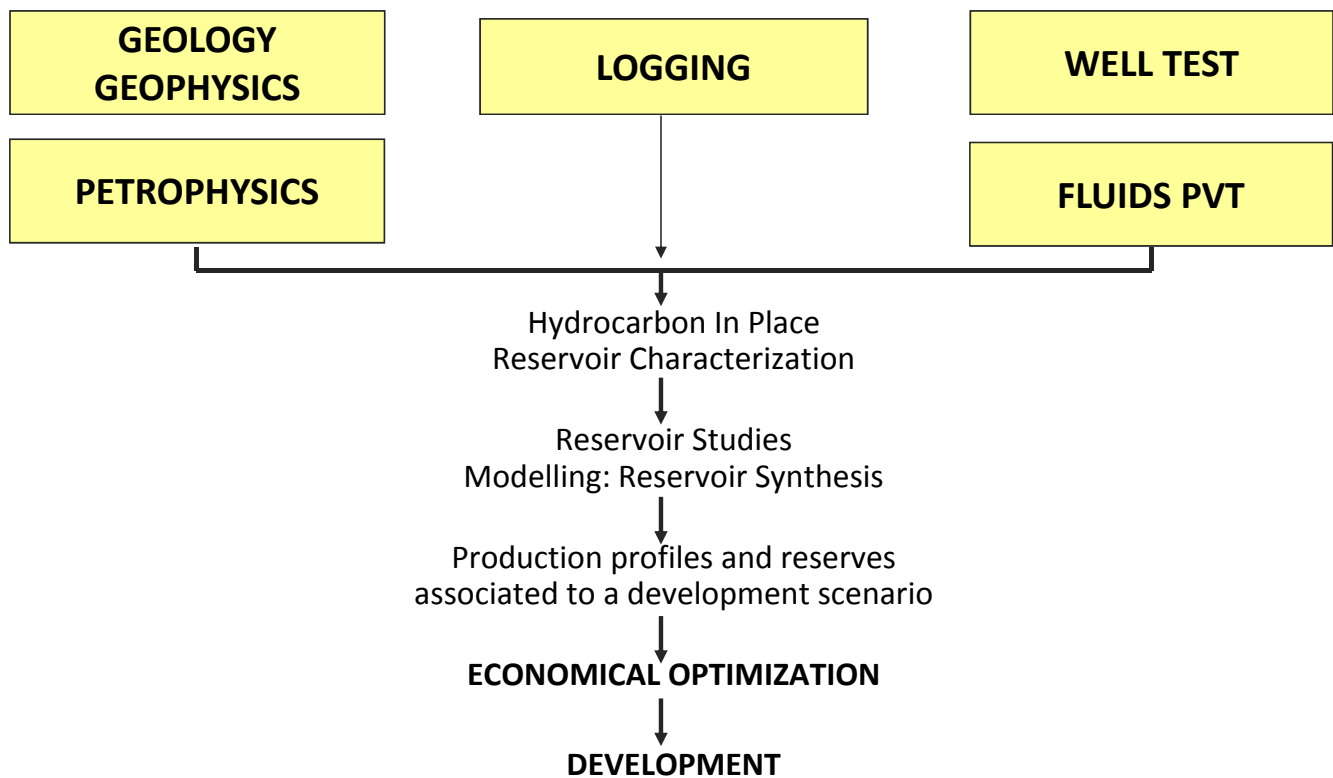 GEOLOGY
GEOPHYSICS
LOGGING
WELL TEST
PETROPHYSICS
FLUIDS PVT
Hydrocarbon In Place
Reservoir Characterization
Reservoir Studies
Modelling: Reservoir Synthesis
Production profiles and reserves
associated to a development scenario
ECONOMICAL OPTIMIZATION
DEVELOPMENT